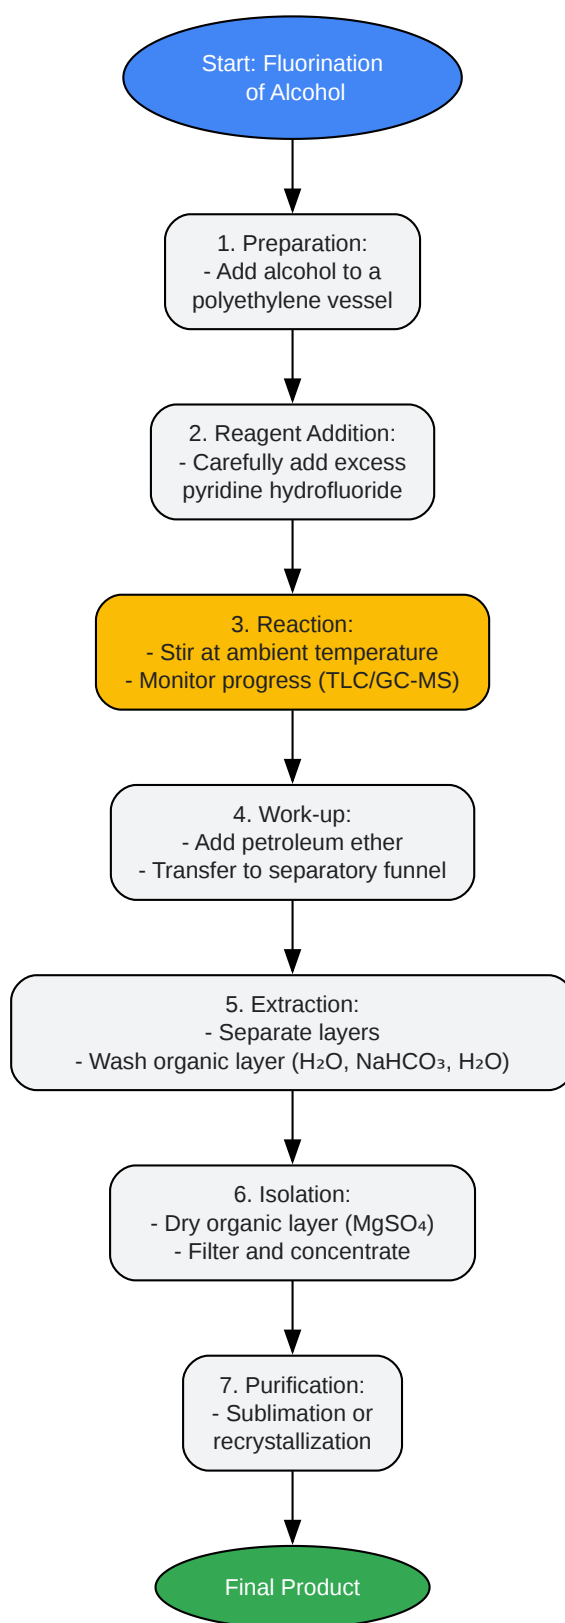 Start: Fluorination
of Alcohol
1. Preparation:
- Add alcohol to a
polyethylene vessel
2. Reagent Addition:
- Carefully add excess
pyridine hydrofluoride
3. Reaction:
- Stir at ambient temperature
- Monitor progress (TLC/GC-MS)
4. Work-up:
- Add petroleum ether
- Transfer to separatory funnel
5. Extraction:
- Separate layers
- Wash organic layer (H₂O, NaHCO₃, H₂O)
6. Isolation:
- Dry organic layer (MgSO₄)
- Filter and concentrate
7. Purification:
- Sublimation or
recrystallization
Final Product